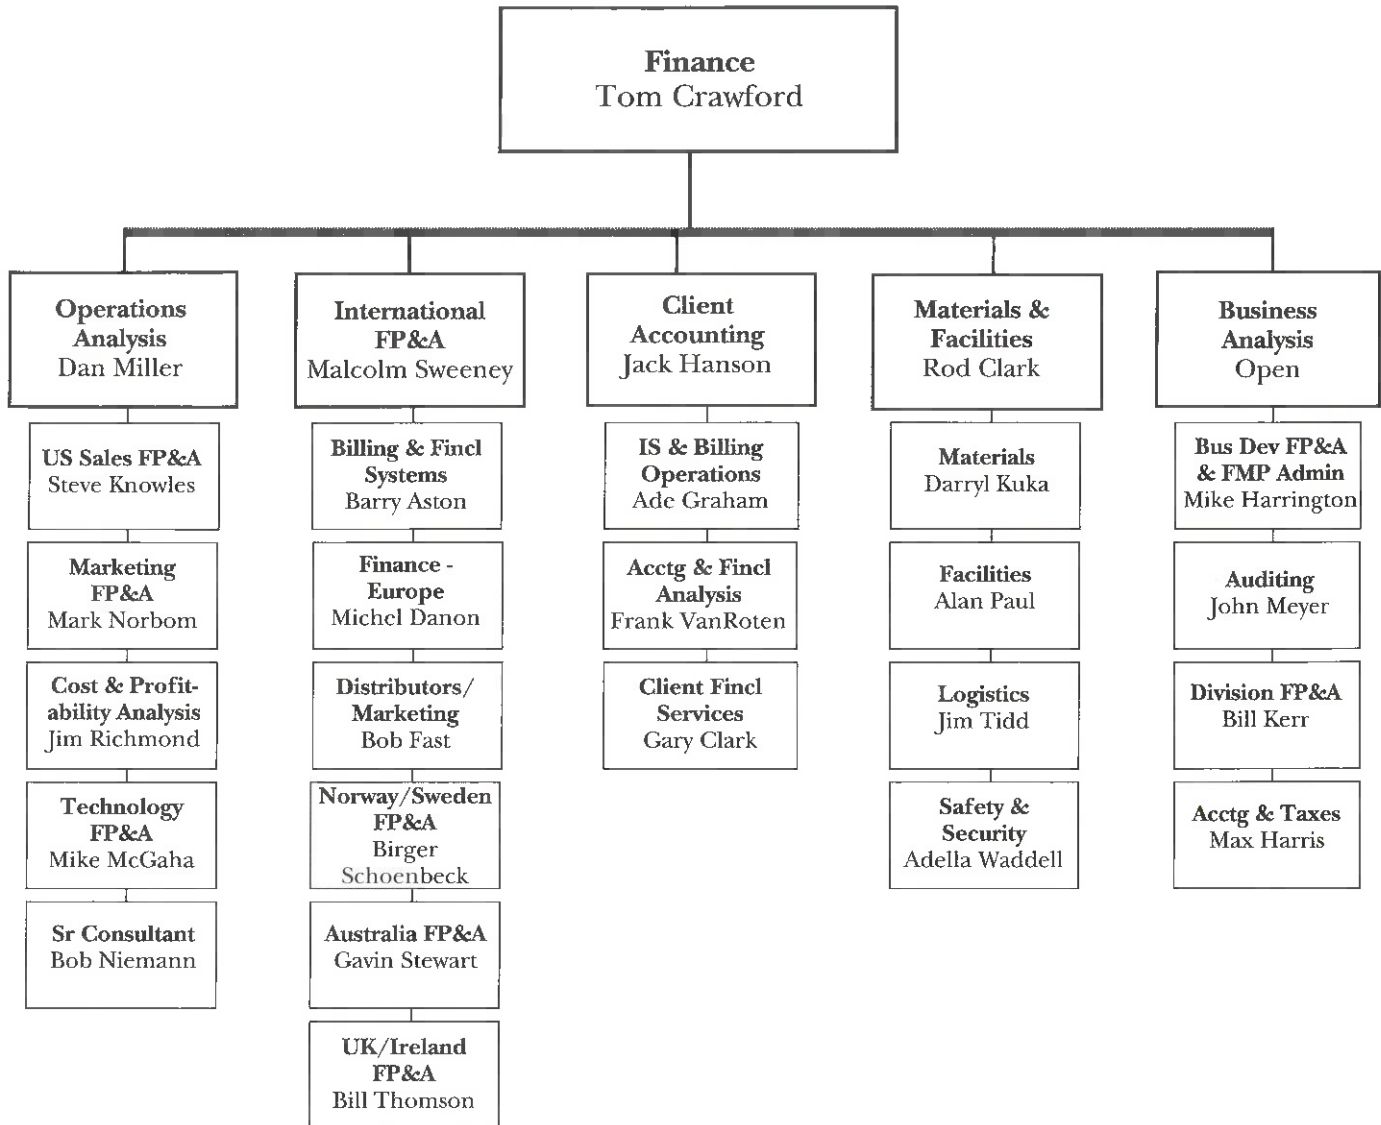 Finance
Tom Crawford
Operations
Analysis
Dan Miller
US Sales FP&A
Steve Knowles
Marketing
FP&A
Mark Norbom
Cost & Profit-
ability Analysis
Jim Richmond
Technology
FP&A
Mike McGaha
Sr Consultant
Bob Niemann
International
FP&A
Malcolm Sweeney
Billing & Fincl
Systems
Barry Aston
Finance -
Europe
Michel Danon
Distributors/
Marketing
Bob Fast
Norway/Sweden
FP&A
Birger
Schoenbeck
Australia FP&A
Gavin Stewart
UK/Ireland
FP&A
Bill Thomson
Client
Accounting
Jack Hanson
IS & Billing
Operations
Ade Graham
Acctg & Fincl
Analysis
Frank VanRoten
Client Fincl
Services
Gary Clark
Materials &
Facilities
Rod Clark
Materials
Darryl Kuka
Facilities
Alan Paul
Logistics
Jim Tidd
Safety &
Security
Adella Waddell
Business
Analysis
Open
Bus Dev FP&A
& FMP Admin
Mike Harrington
Auditing
John Meyer
Division FP&A
Bill Kerr
Acctg & Taxes
Max Harris